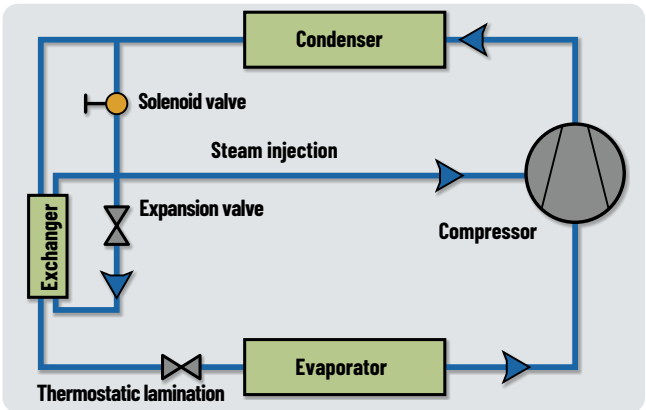 Condenser
Solenoid valve
Steam injection
Exchanger
Expansion valve
Compressor
Evaporator
Thermostatic lamination